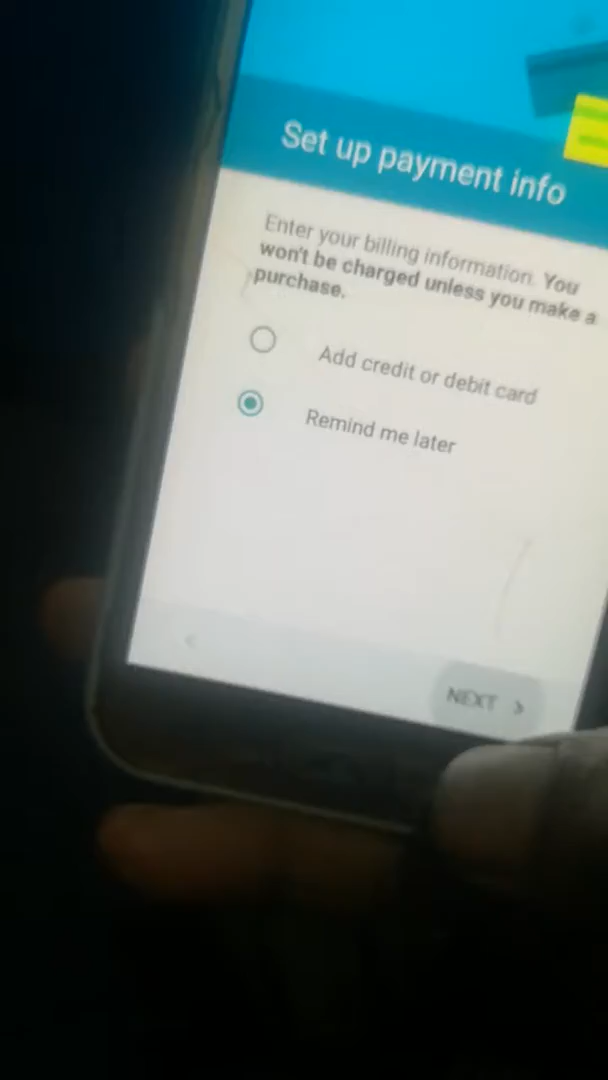 Set up payment info
Enter your billing information. You
won't be charged unless you make a
purchase.
Add credit or debit card
Remind me later
NEXT